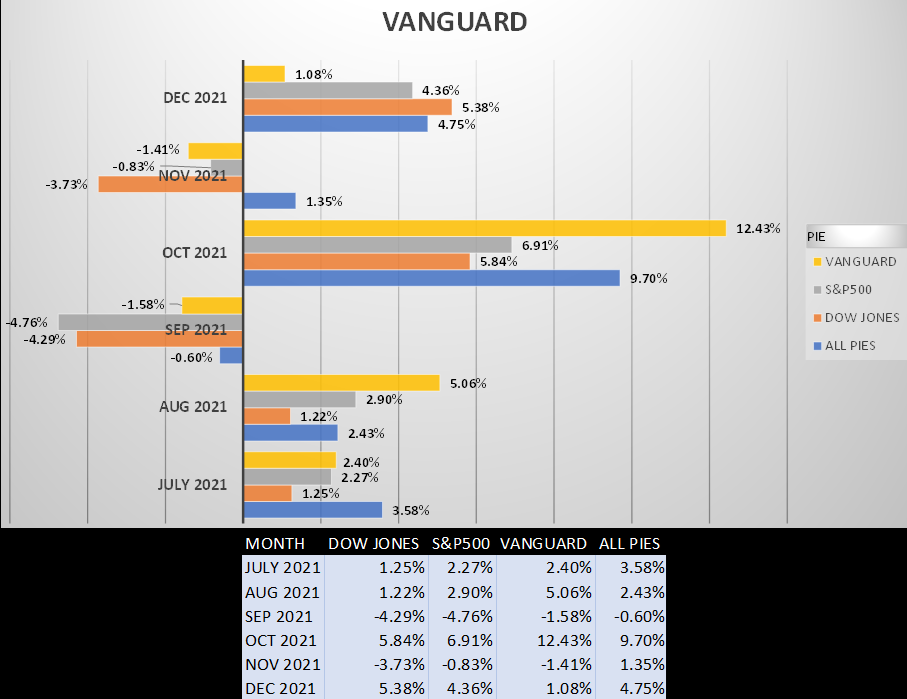 VANGUARD
1.08%
4.36%
DEC 2021
5.38%
4.75%
-1.41%
-0.83%
NOV 2021
-3.73%
1.35%
12.43%
6.91%
OCT 2021
5.84%
9.70%
-1.58%
-4.76%
SEP 2021
-4.29%
-0.60%
5.06%
2.90%
AUG 2021
1.22%
2.43%
2.40%
2.27%
JULY 2021
1.25%
3.58%
PIE
VANGUARD
S&P500
DOW JONES
ALL PIES
MONTH DOW JONES S&P500 VANGUARD ALL PIES
JULY 2021 1.25% 2.27% 2.40% 3.58%
AUG 2021 1.22% 2.90% 5.06% 2.43%
SEP 2021 -4.29% -4.76% -1.58% -0.60%
OCT 2021 5.84% 6.91% 12.43% 9.70%
NOV 2021 -3.73% -0.83% -1.41% 1.35%
DEC 2021 5.38% 4.36% 1.08% 4.75%